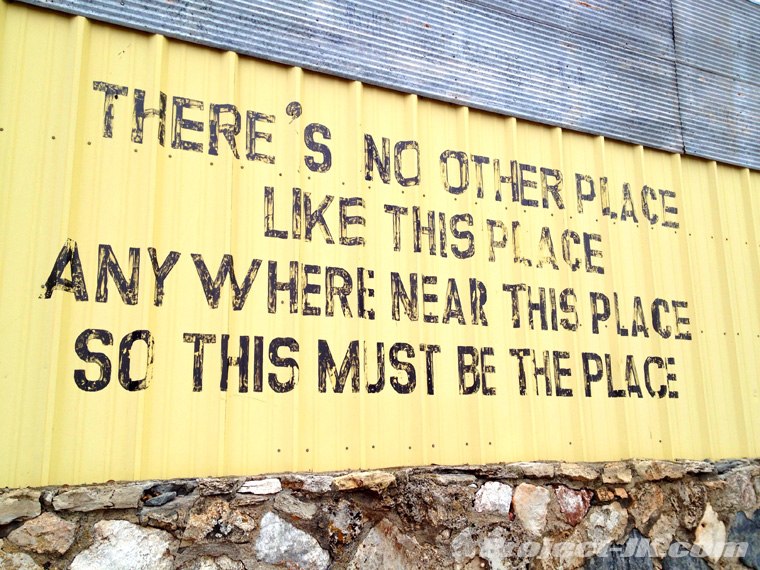 THERE'S NO OTHER PLACE
LIKE THIS PLACE
ANYWHERE NEAR THIS PLACE
SO THIS MUST BE THE PLACE
Project-JK.com